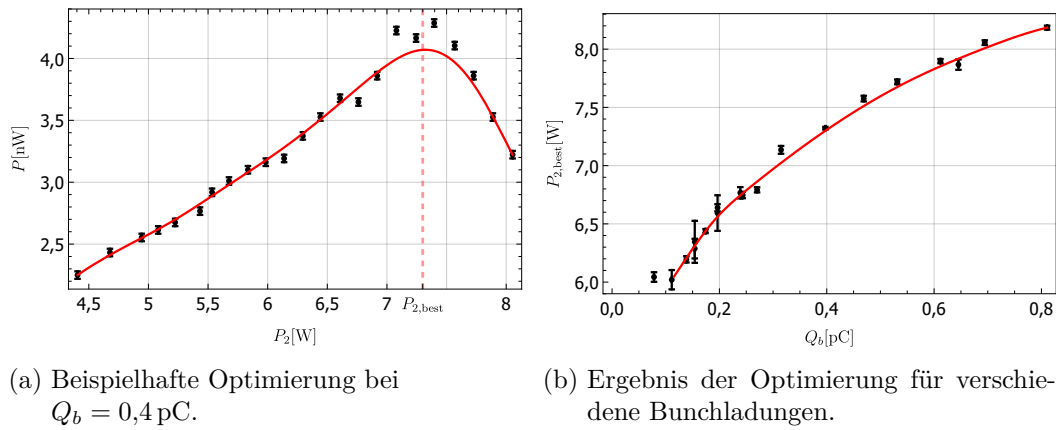 P[nW]
4,0
3,5
3,0
2,5
4,5 5 5,5 6 6,5 7 P2,best 8
P2[W]
P2,best[W]
8,0
7,5
7,0
6,5
6,0
0,0 0,2 0,4 0,6 0,8
Qb[pC]
(a) Beispielhafte Optimierung bei
Qb = 0,4 pC.
(b) Ergebnis der Optimierung für verschie-
dene Bunchladungen.